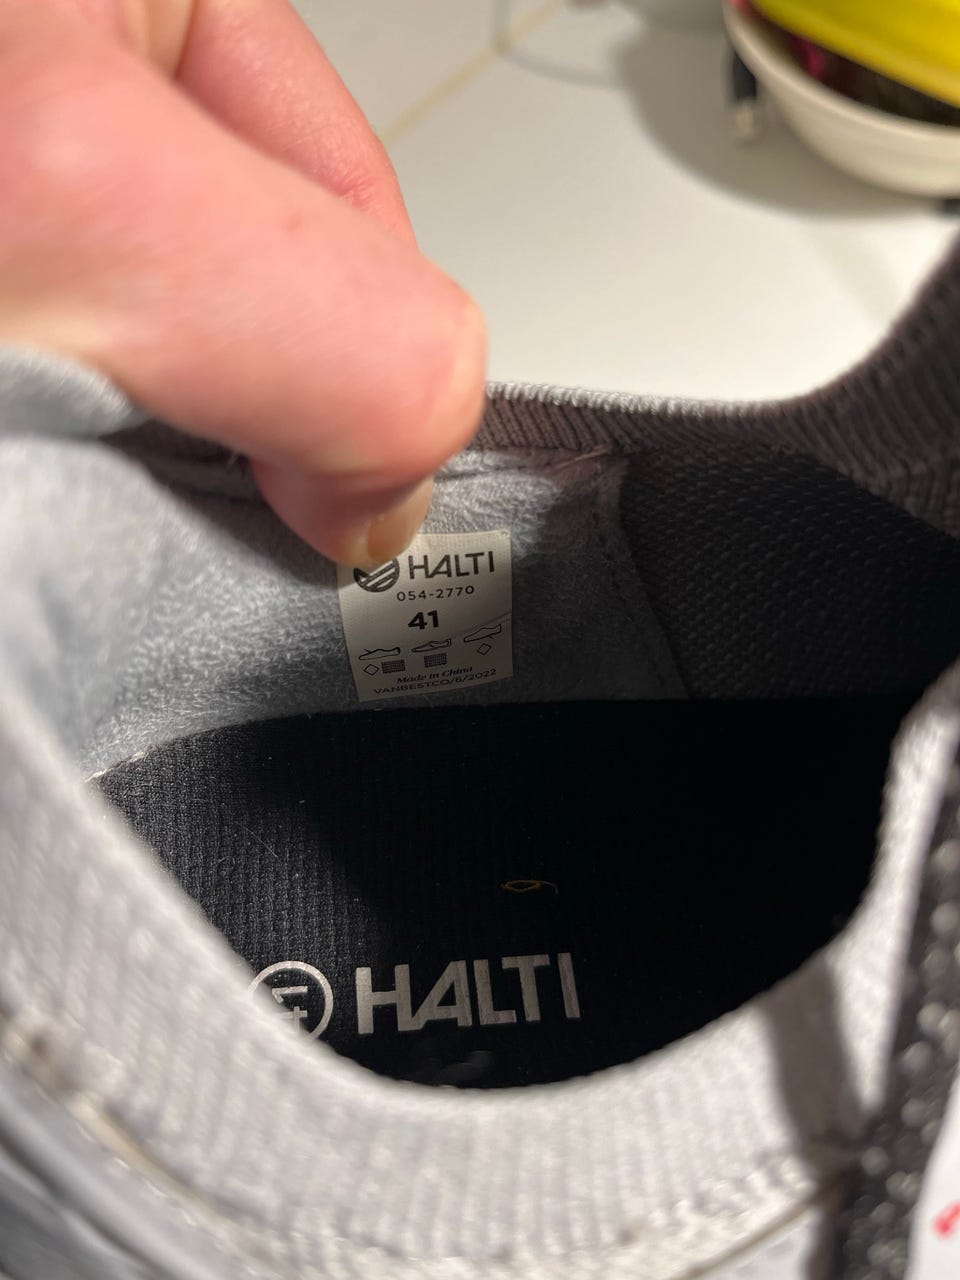 HALTI
054-2770
41
Made in China
VANBESTCO/6/2022
HALTI